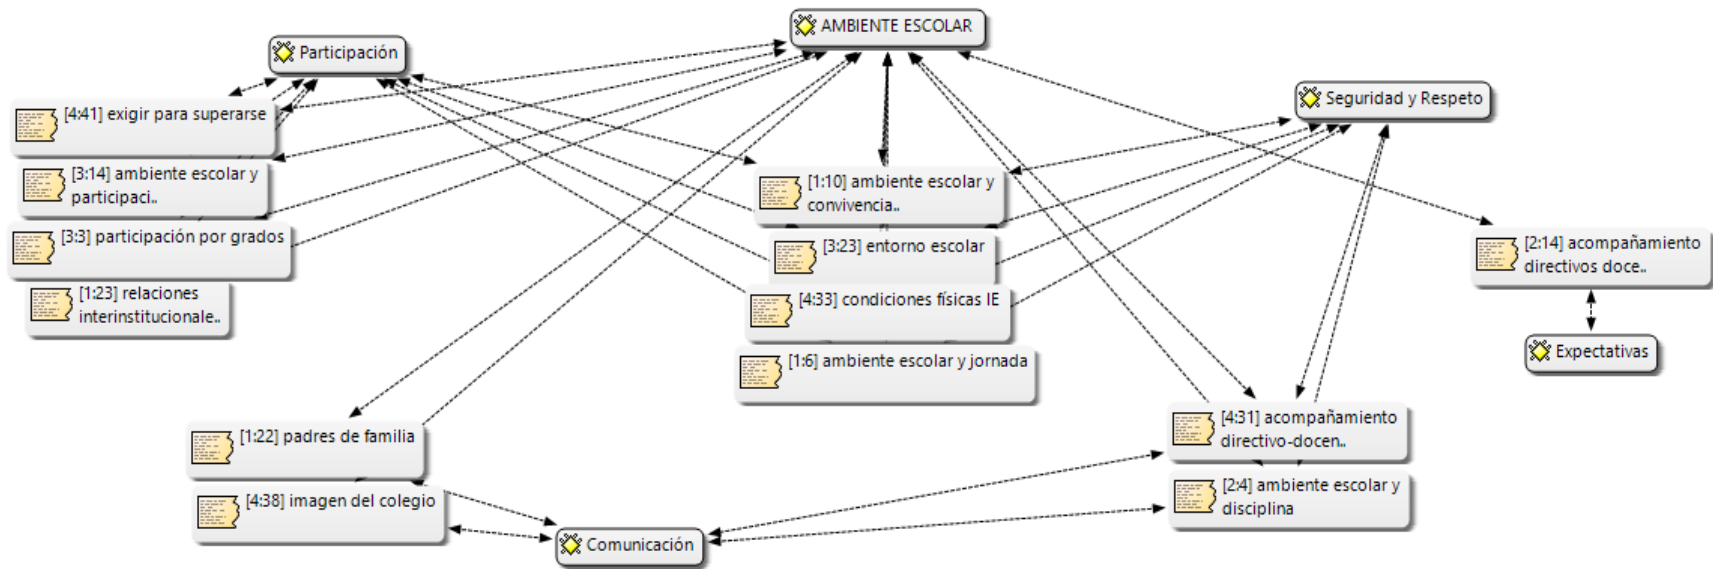 AMBIENTE ESCOLAR
Participación
Seguridad y Respeto
[4:41] exigir para superarse
[3:14] ambiente escolar y
participaci..
[3:3] participación por grados
[1:23] relaciones
interinstitucionale..
[1:10] ambiente escolar y
convivencia..
[3:23] entorno escolar
[4:33] condiciones físicas IE
[1:6] ambiente escolar y jornada
[2:14] acompañamiento
directivos doce..
Expectativas
[1:22] padres de familia
[4:38] imagen del colegio
[4:31] acompañamiento
directivo-docen..
[2:4] ambiente escolar y
disciplina
Comunicación